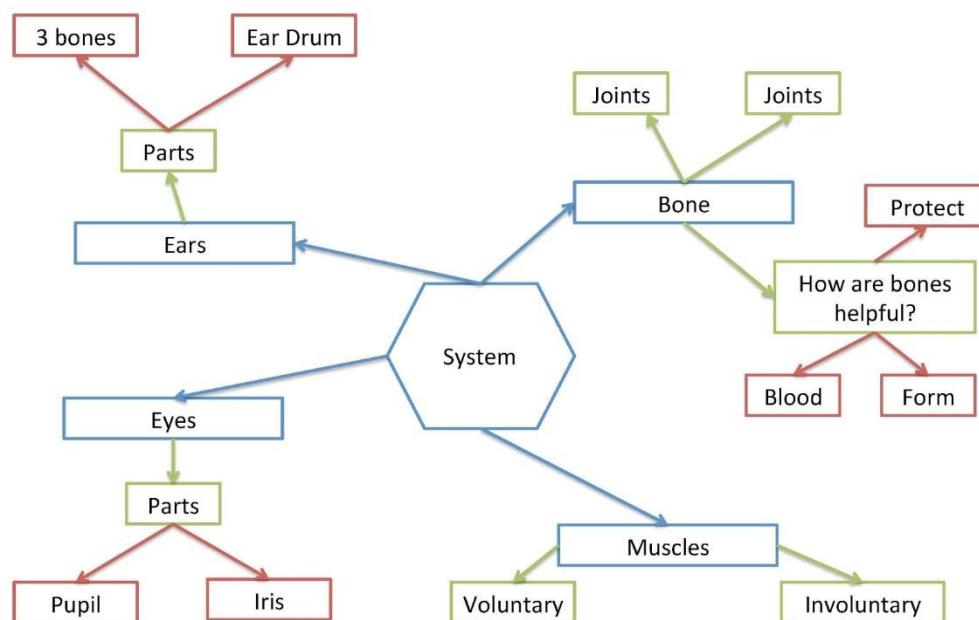 3 bones
Ear Drum
Joints
Joints
Parts
Bone
Protect
Ears
How are bones
helpful?
System
Blood
Form
Eyes
Parts
Muscles
Pupil
Iris
Voluntary
Involuntary